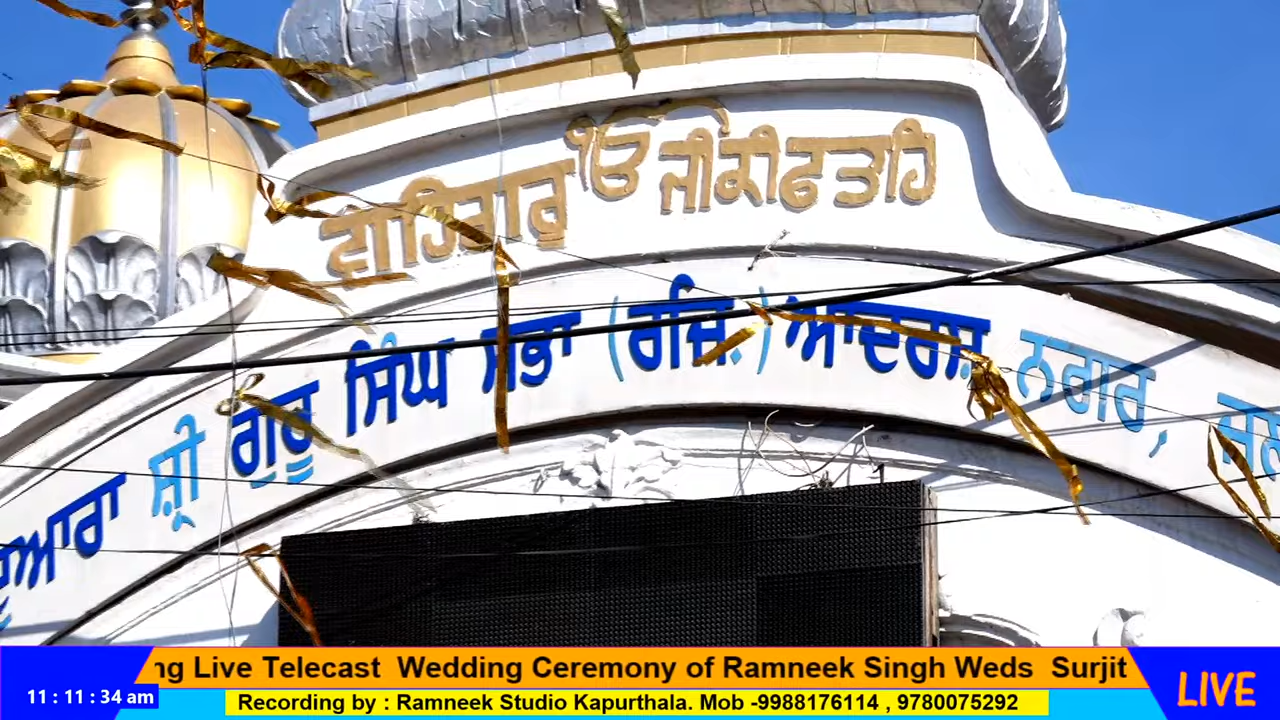 ਵਾਹਿਗੁਰੂ ੴ ਜੀਕੀਫਤਹਿ
ਸ਼੍ਰੀ ਗੁਰੂ ਸਿੰਘ ਸਭਾ (ਰਜਿ.) ਆਦਰਸ਼ ਨਗਰ,
ng Live Telecast Wedding Ceremony of Ramneek Singh Weds Surjit
11 : 11 : 34 am
Recording by : Ramneek Studio Kapurthala. Mob -9988176114 , 9780075292
LIVE